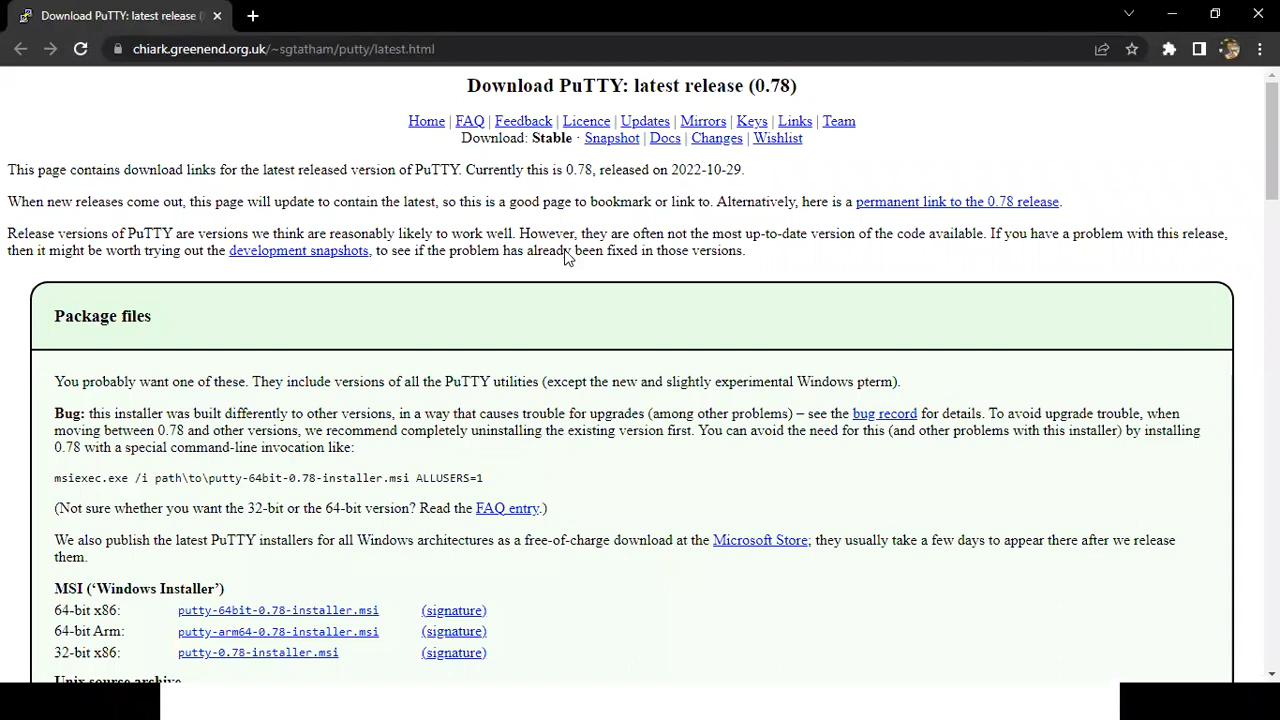 Download PuTTY: latest release (
chiark.greenend.org.uk/~sgtatham/putty/latest.html
Download PuTTY: latest release (0.78)
Home | FAQ | Feedback | Licence | Updates | Mirrors | Keys | Links | Team
Download: Stable · Snapshot | Docs | Changes | Wishlist
This page contains download links for the latest released version of PuTTY. Currently this is 0.78, released on 2022-10-29.
When new releases come out, this page will update to contain the latest, so this is a good page to bookmark or link to. Alternatively, here is a permanent link to the 0.78 release.
Release versions of PuTTY are versions we think are reasonably likely to work well. However, they are often not the most up-to-date version of the code available. If you have a problem with this release,
then it might be worth trying out the development snapshots, to see if the problem has already been fixed in those versions.
Package files
You probably want one of these. They include versions of all the PuTTY utilities (except the new and slightly experimental Windows pterm).
Bug: this installer was built differently to other versions, in a way that causes trouble for upgrades (among other problems) – see the bug record for details. To avoid upgrade trouble, when
moving between 0.78 and other versions, we recommend completely uninstalling the existing version first. You can avoid the need for this (and other problems with this installer) by installing
0.78 with a special command-line invocation like:
msiexec.exe /i path\to\putty-64bit-0.78-installer.msi ALLUSERS=1
(Not sure whether you want the 32-bit or the 64-bit version? Read the FAQ entry.)
We also publish the latest PuTTY installers for all Windows architectures as a free-of-charge download at the Microsoft Store; they usually take a few days to appear there after we release
them.
MSI (‘Windows Installer’)
64-bit x86: putty-64bit-0.78-installer.msi (signature)
64-bit Arm: putty-arm64-0.78-installer.msi (signature)
32-bit x86: putty-0.78-installer.msi (signature)
Unix source archive